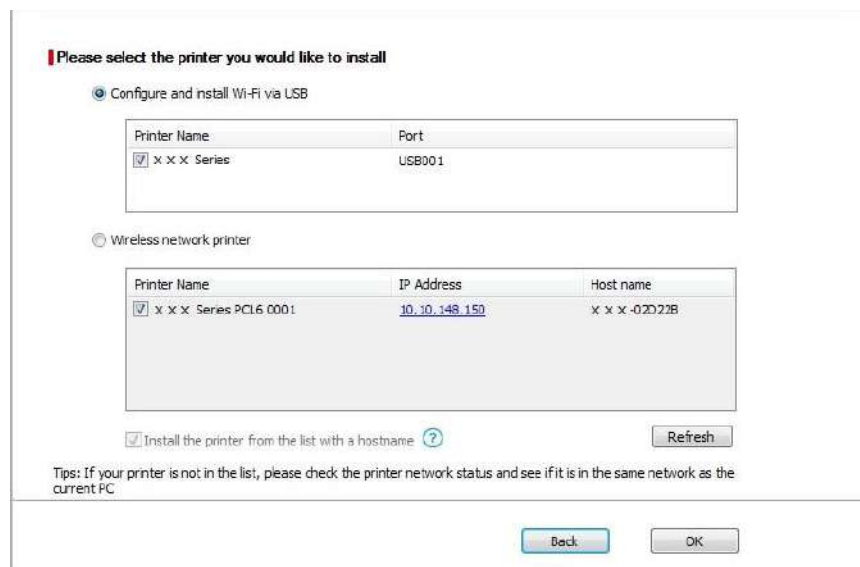 Please select the printer you would like to install
Configure and install Wi-Fi via USB
Printer Name Port
X X X Series USB001
Wireless network printer
Printer Name IP Address Host name
X X X Series PCL6 0001 10.10.148.150 X X X -02D22B
Install the printer from the list with a hostname ? Refresh
Tips: If your printer is not in the list, please check the printer network status and see if it is in the same network as the
current PC
Back OK